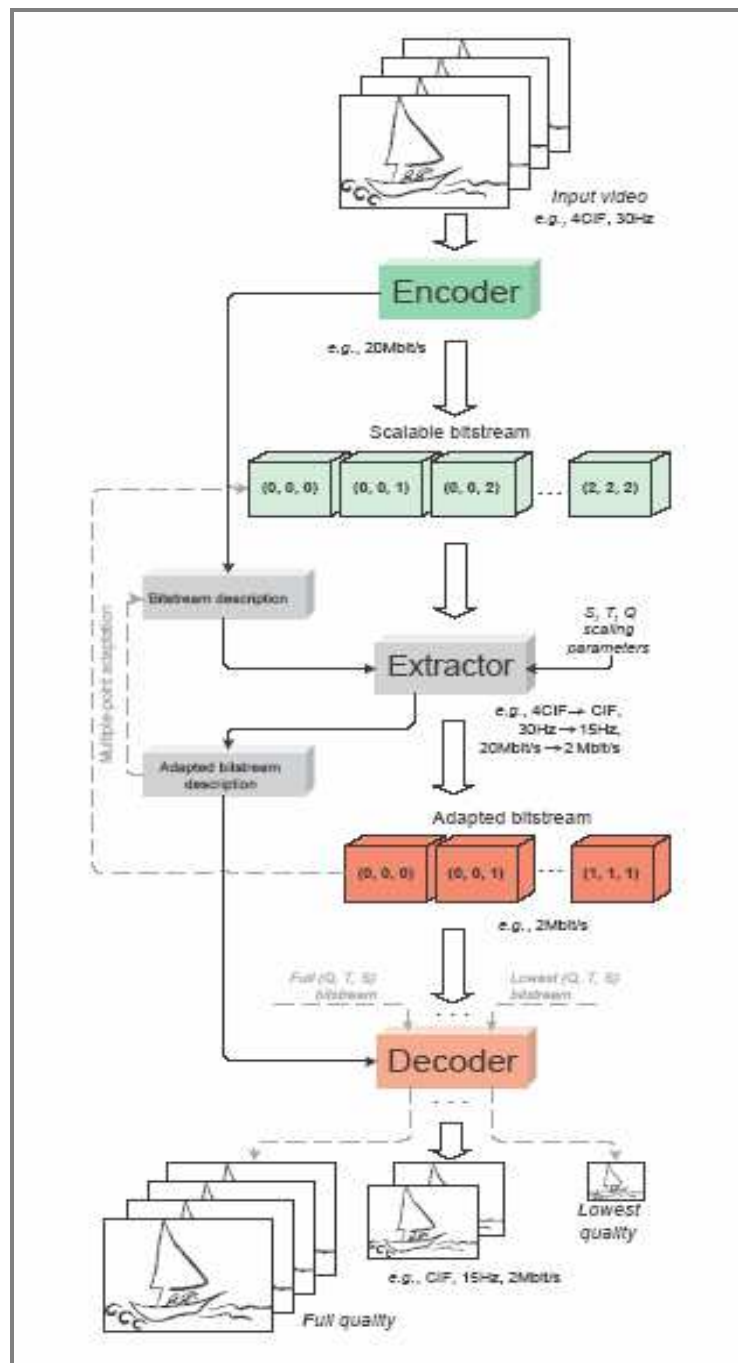 Input video
e.g., 4CIF, 30Hz
Encoder
e.g., 20Mbit/s
Scalable bitstream
(0, 0, 0)
(0, 0, 1)
(0, 0, 2)
...
(2, 2, 2)
Bitstream description
Multiple-point adaptation
S, T, Q
scaling
parameters
Extractor
e.g., 4CIF→ CIF,
30Hz→15Hz,
20Mbit/s→2 Mbit/s
Adapted bitstream
description
Adapted bitstream
(0, 0, 0)
(0, 0, 1)
...
(1, 1, 1)
e.g., 2Mbit/s
Full (Q, T, S)
bitstream
Lowest (Q, T, S)
bitstream
...
Decoder
...
Lowest
quality
e.g., CIF, 15Hz, 2Mbit/s
Full quality